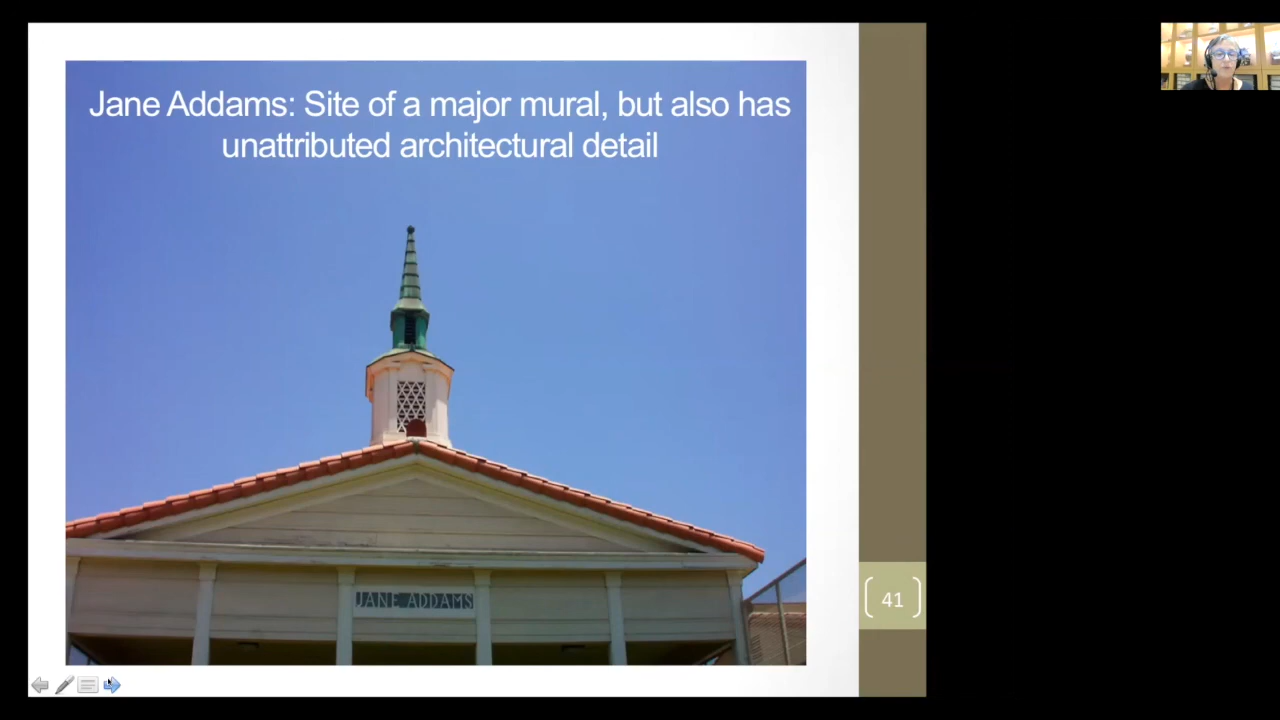 Jane Addams: Site of a major mural, but also has
unattributed architectural detail
JANE ADDAMS
41